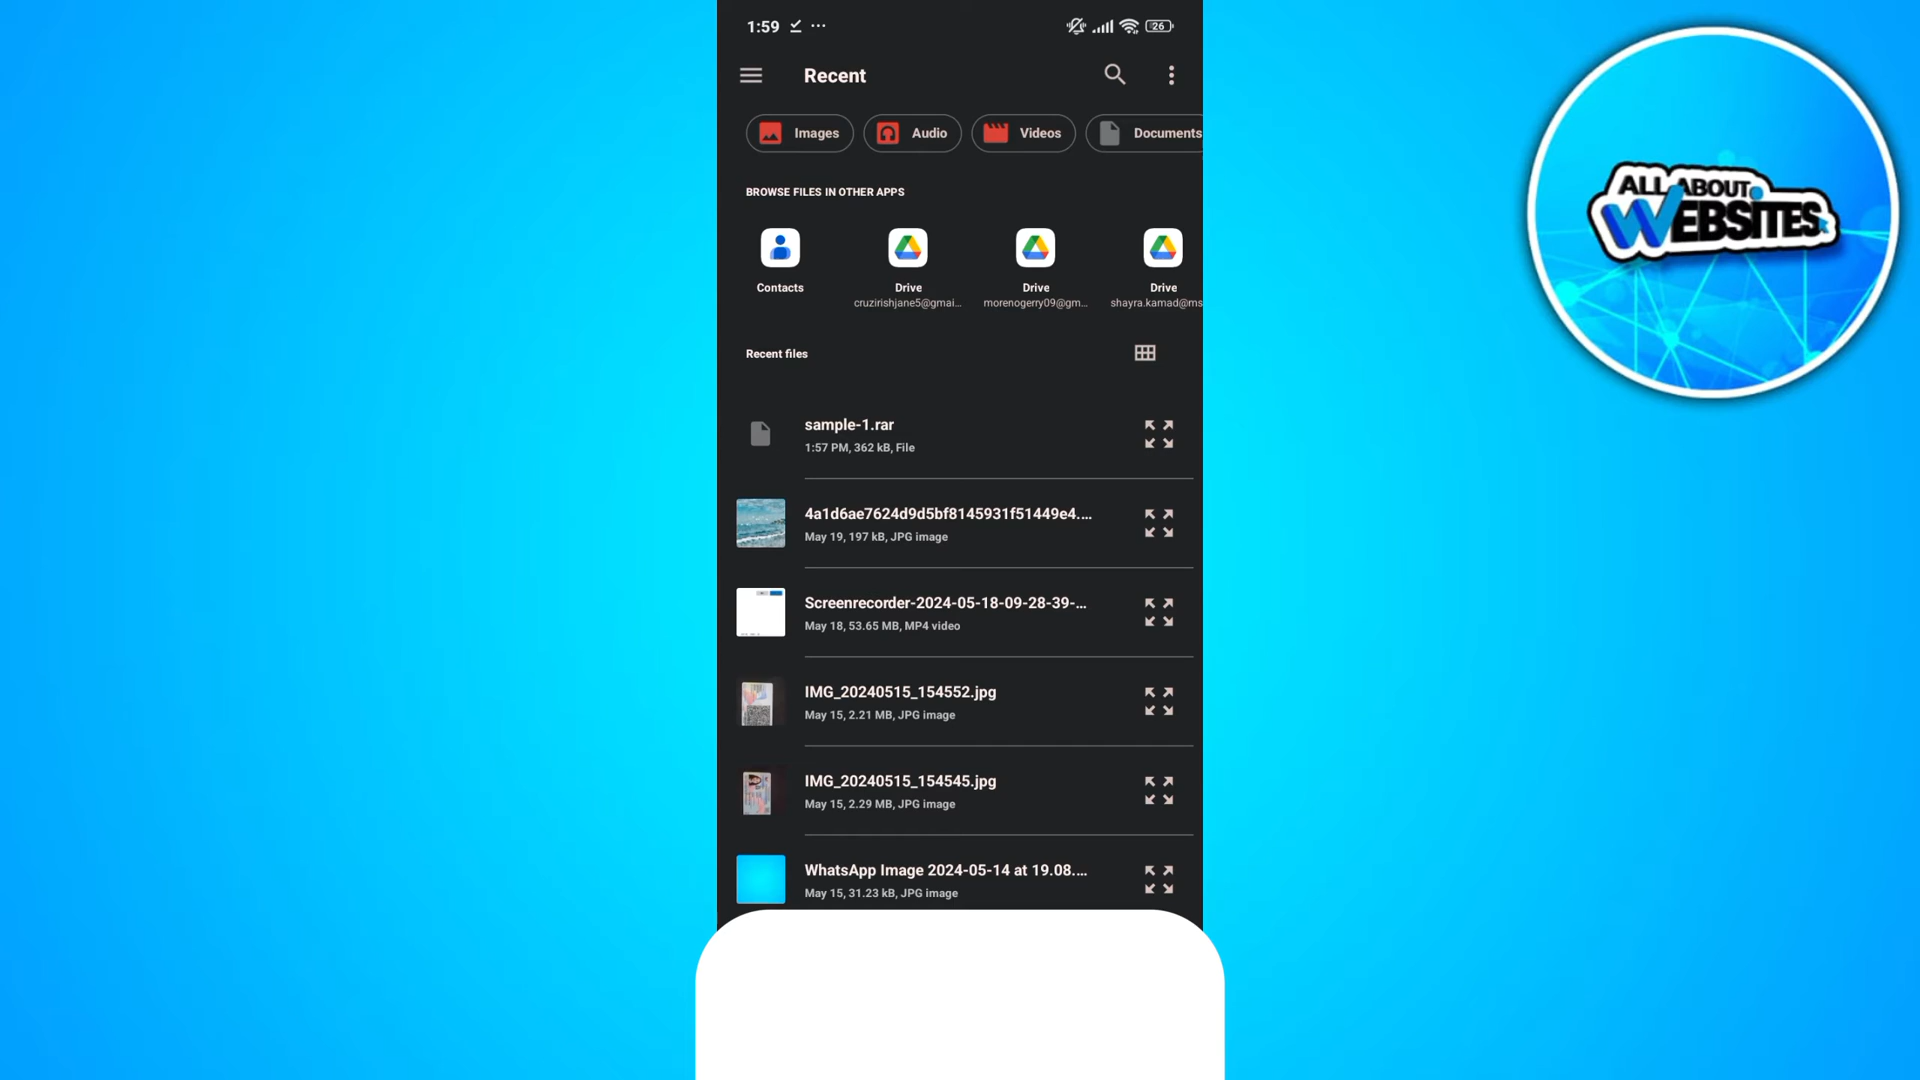 1:59
26
Recent
Images
Audio
Videos
Documents
BROWSE FILES IN OTHER APPS
Contacts
Drive
Drive
Drive
cruzirishjane5@gmai...
morenogerry09@gm...
shayra.kamad@ms
Recent files
sample-1.rar
1:57 PM, 362 kB, File
4a1d6ae7624d9d5bf8145931f51449e4....
May 19, 197 kB, JPG image
Screenrecorder-2024-05-18-09-28-39-...
May 18, 53.65 MB, MP4 video
IMG_20240515_154552.jpg
May 15, 2.21 MB, JPG image
IMG_20240515_154545.jpg
May 15, 2.29 MB, JPG image
WhatsApp Image 2024-05-14 at 19.08....
May 15, 31.23 kB, JPG image
ALL ABOUT
WEBSITES